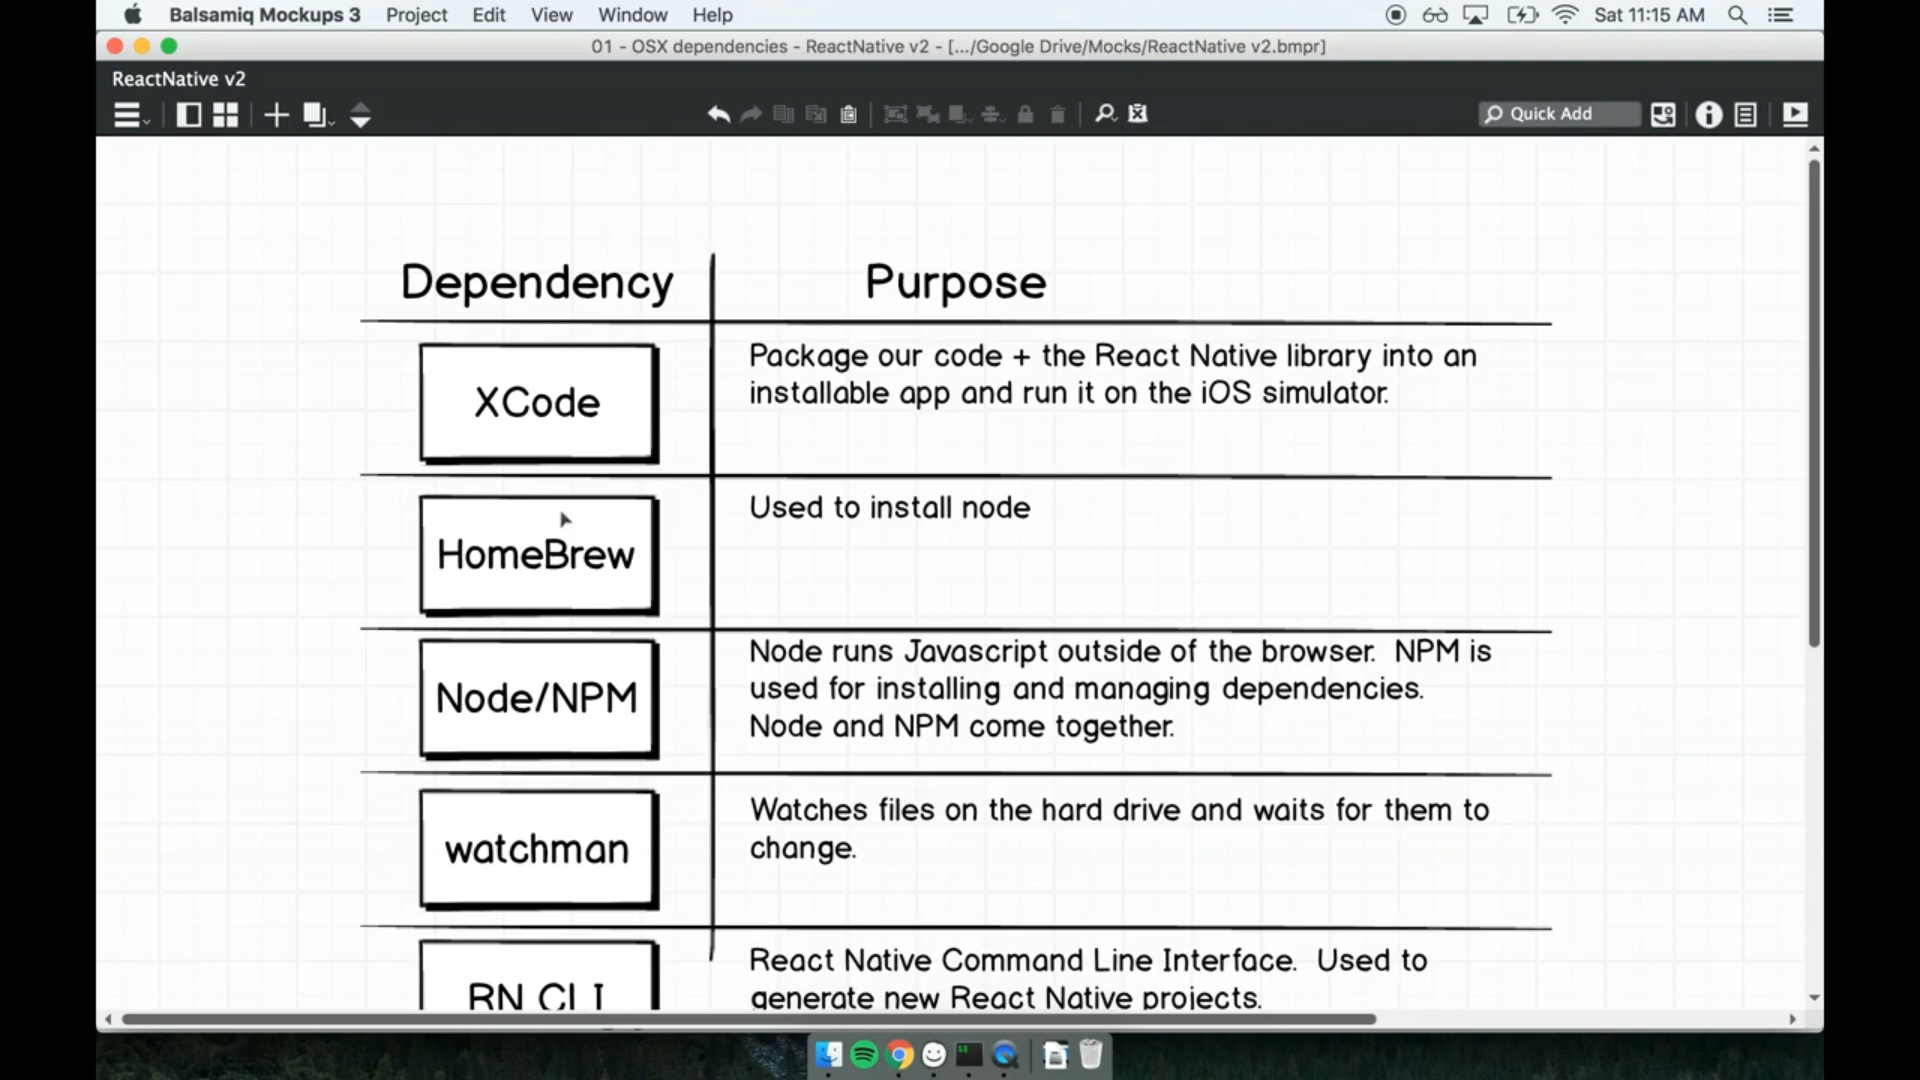 Balsamiq Mockups 3 Project Edit View Window Help Sat 11:15 AM
01 - OSX dependencies - ReactNative v2 - [.../Google Drive/Mocks/ReactNative v2.bmpr]
ReactNative v2
Quick Add
Dependency Purpose
XCode
Package our code + the React Native library into an
installable app and run it on the iOS simulator.
HomeBrew
Used to install node
Node/NPM
Node runs Javascript outside of the browser. NPM is
used for installing and managing dependencies.
Node and NPM come together.
watchman
Watches files on the hard drive and waits for them to
change.
RN CLI
React Native Command Line Interface. Used to
generate new React Native projects.